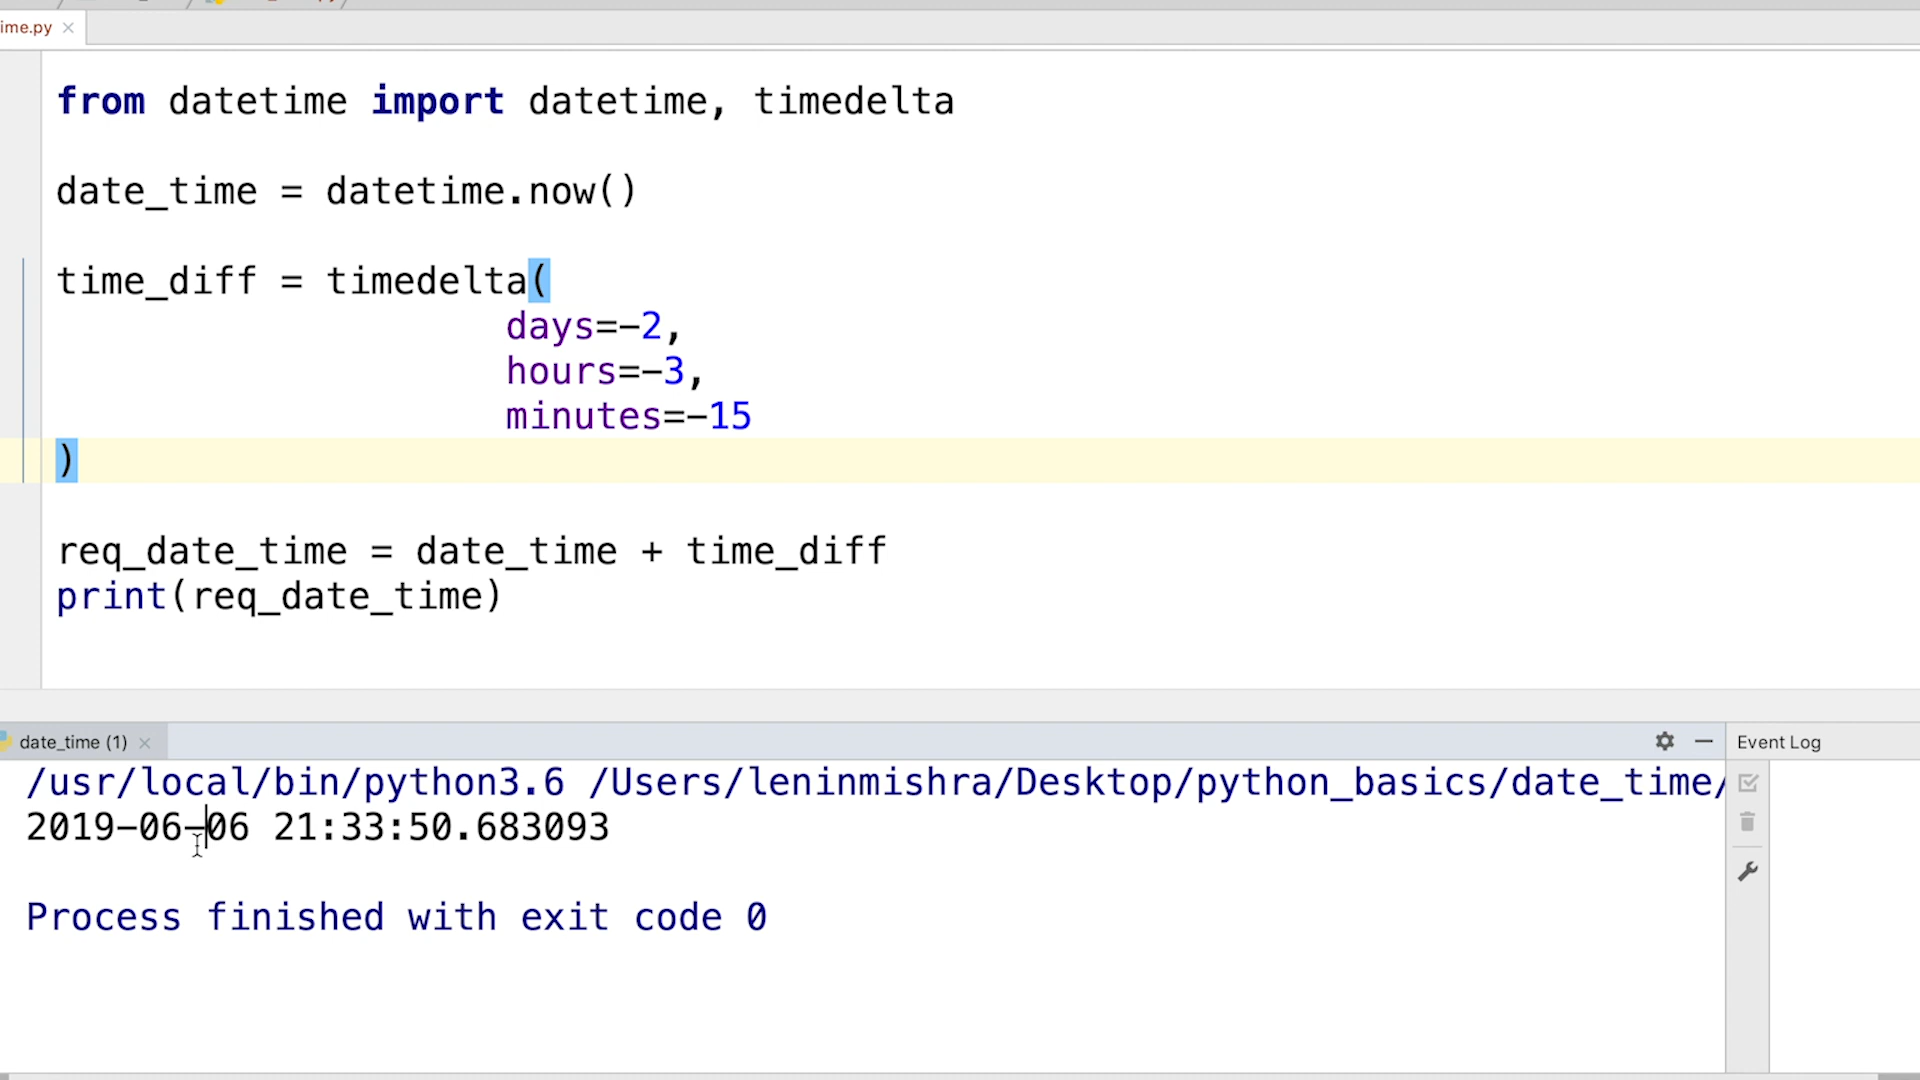 ime.py
from datetime import datetime, timedelta
date_time = datetime.now()
time_diff = timedelta(
days=-2,
hours=-3,
minutes=-15
)
req_date_time = date_time + time_diff
print(req_date_time)
date_time (1)
Event Log
/usr/local/bin/python3.6 /Users/leninmishra/Desktop/python_basics/date_time/
2019-06-06 21:33:50.683093
Process finished with exit code 0